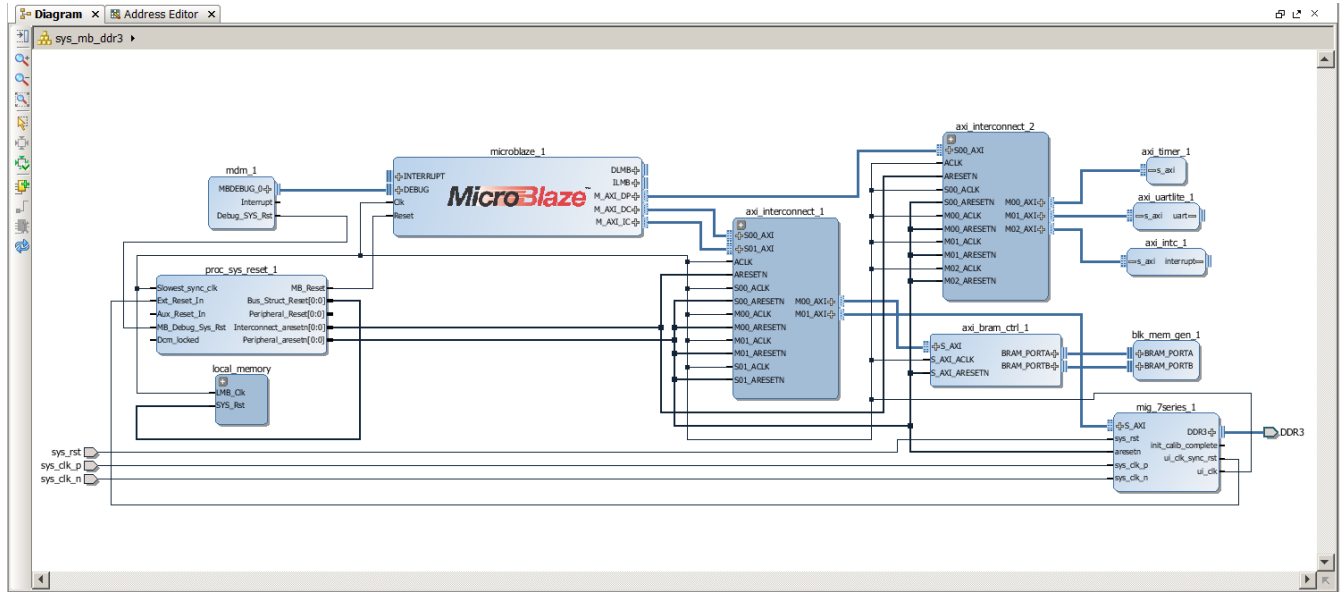 Diagram × Address Editor ×
sys_mb_ddr3
mdm_1
MBDEBUG_0
Interrupt
Debug_SYS_Rst
microblaze_1
INTERRUPT
DEBUG
Clk
Reset
MicroBlaze™
DLMB
ILMB
M_AXI_DP
M_AXI_DC
M_AXI_IC
axi_interconnect_2
S00_AXI
ACLK
ARESETN
S00_ACLK
S00_ARESETN
M00_ACLK
M00_ARESETN
M01_ACLK
M01_ARESETN
M02_ACLK
M02_ARESETN
M00_AXI
M01_AXI
M02_AXI
axi_timer_1
s_axi
axi_uartlite_1
s_axi uart
axi_intc_1
s_axi interrupt
proc_sys_reset_1
Slowest_sync_clk
Ext_Reset_In
Aux_Reset_In
MB_Debug_Sys_Rst
Dcm_locked
MB_Reset
Bus_Struct_Reset[0:0]
Peripheral_Reset[0:0]
Interconnect_aresetn[0:0]
Peripheral_aresetn[0:0]
axi_interconnect_1
S00_AXI
S01_AXI
ACLK
ARESETN
S00_ACLK
S00_ARESETN
M00_ACLK
M00_ARESETN
M01_ACLK
M01_ARESETN
S01_ACLK
S01_ARESETN
M00_AXI
M01_AXI
axi_bram_ctrl_1
S_AXI
S_AXI_ACLK
S_AXI_ARESETN
BRAM_PORTA
BRAM_PORTB
blk_mem_gen_1
BRAM_PORTA
BRAM_PORTB
local_memory
LMB_Clk
SYS_Rst
mig_7series_1
S_AXI
sys_rst
aresetn
sys_clk_p
sys_clk_n
DDR3
init_calib_complete
ui_clk_sync_rst
ui_clk
DDR3
sys_rst
sys_clk_p
sys_clk_n